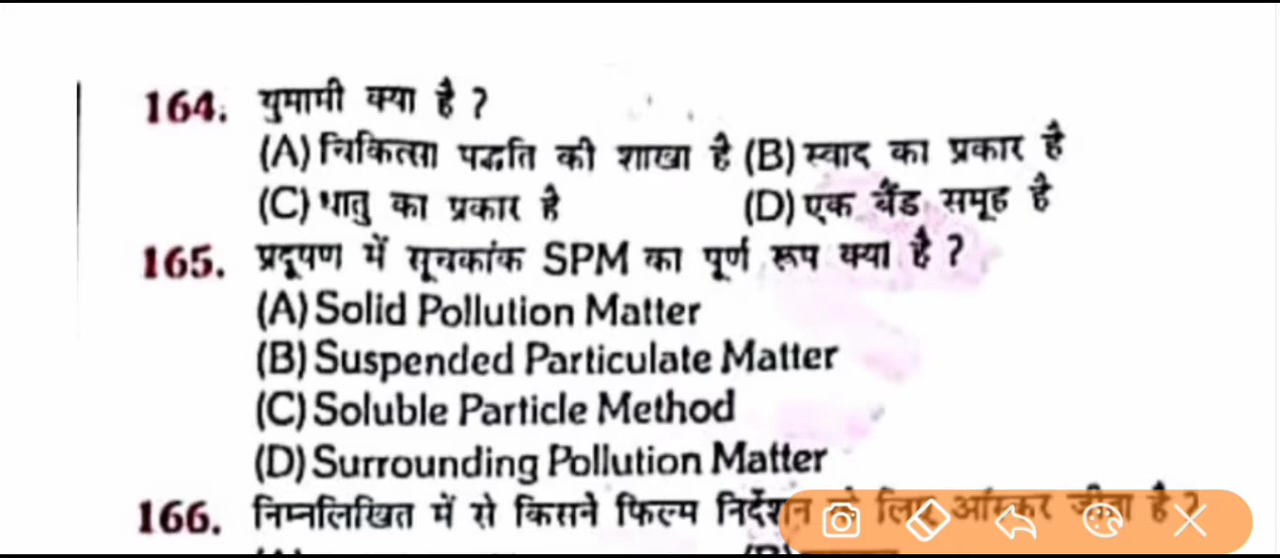 164. युमामी क्या है ?
(A) चिकित्सा पद्धति की शाखा है (B) स्वाद का प्रकार है
(C) धातु का प्रकार है (D) एक बैंड समूह है
165. प्रदूषण में सूचकांक SPM का पूर्ण रूप क्या है ?
(A) Solid Pollution Matter
(B) Suspended Particulate Matter
(C) Soluble Particle Method
(D) Surrounding Pollution Matter
166. निम्नलिखित में से किसने फिल्म निर्देशन के लिए ऑस्कर जीता है ?